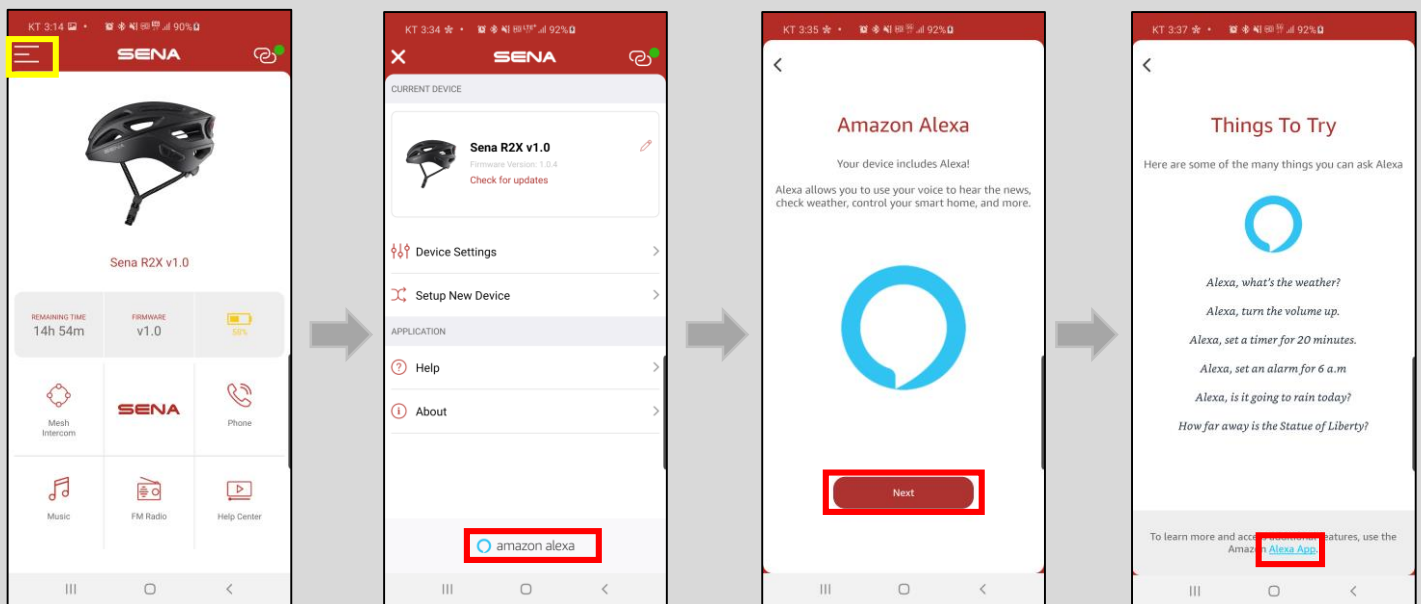 KT 3:14 90%
SENA
SENA
Sena R2X v1.0
REMAINING TIME
14h 54m
FIRMWARE
v1.0
50%
Mesh
Intercom
SENA
Phone
Music
FM Radio
Help Center
KT 3:34 92%
SENA
CURRENT DEVICE
Sena R2X v1.0
Firmware Version: 1.0.4
Check for updates
Device Settings
Setup New Device
APPLICATION
Help
About
amazon alexa
KT 3:35 92%
Amazon Alexa
Your device includes Alexa!
Alexa allows you to use your voice to hear the news,
check weather, control your smart home, and more.
Next
KT 3:37 92%
Things To Try
Here are some of the many things you can ask Alexa
Alexa, what's the weather?
Alexa, turn the volume up.
Alexa, set a timer for 20 minutes.
Alexa, set an alarm for 6 a.m
Alexa, is it going to rain today?
How far away is the Statue of Liberty?
To learn more and access additional features, use the
Amazon Alexa App.